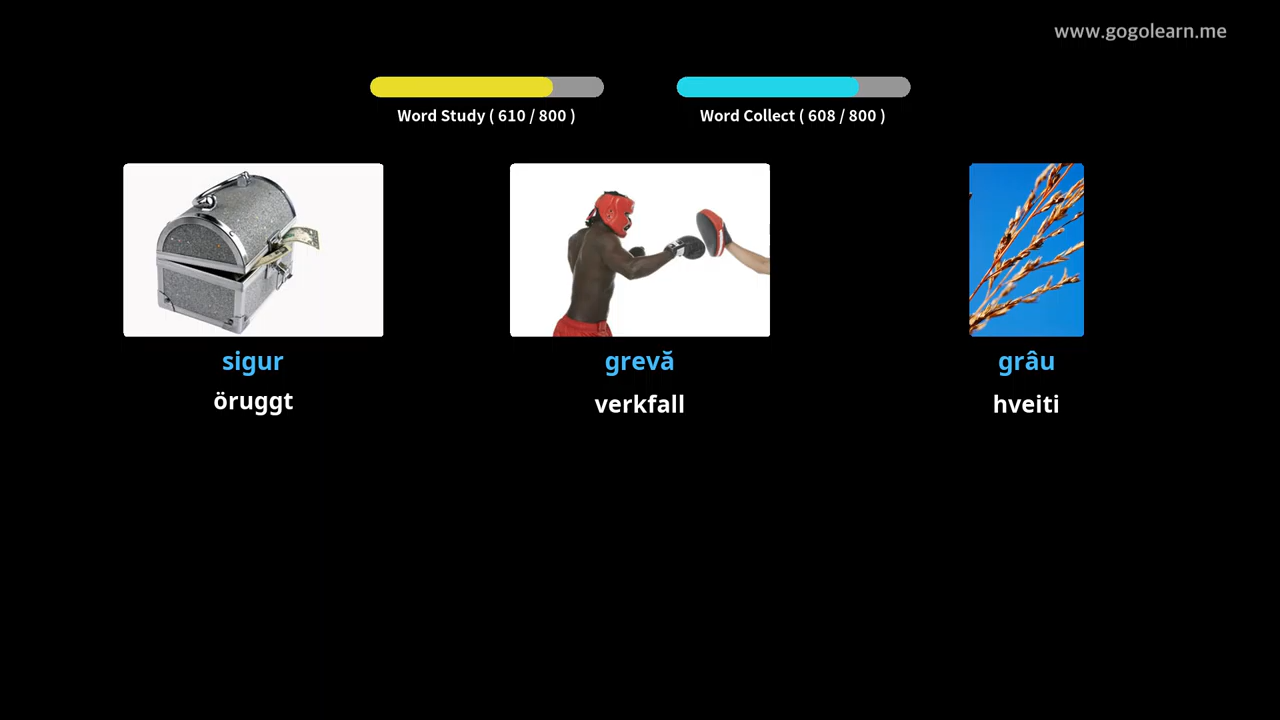 www.gogolearn.me
Word Study ( 610 / 800 )
Word Collect ( 608 / 800 )
sigur
öruggt
grevă
verkfall
grâu
hveiti